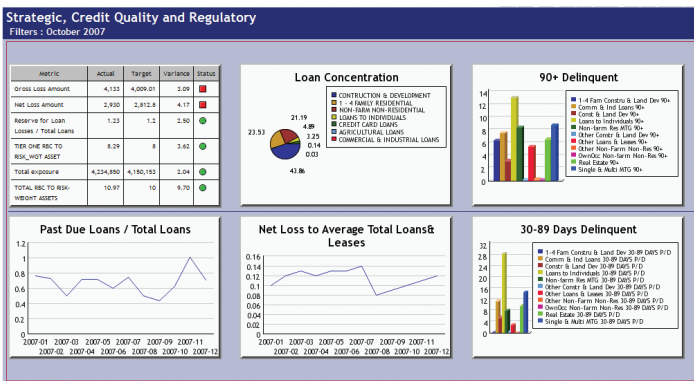 Strategic, Credit Quality and Regulatory
Filters : October 2007
Metric Actual Target Variance Status
Gross Loss Amount 4,133 4,009.01 3.09
Net Loss Amount 2,930 2,812.8 4.17
Reserve for Loan Losses / Total Loans 1.23 1.2 2.50
TIER ONE RBC TO RISK_WGT ASSET 8.29 8 3.62
Total exposure 4,234,850 4,150,153 2.04
TOTAL RBC TO RISK-WEIGHT ASSETS 10.97 10 9.70
Loan Concentration
21.19
4.89
3.25
0.14
0.03
23.53
43.86
CONTRUCTION & DEVELOPMENT
1 - 4 FAMILY RESIDENTIAL
NON-FARM NON-RESIDENTIAL
LOANS TO INDIVIDUALS
CREDIT CARD LOANS
AGRICULTURAL LOANS
COMMERCIAL & INDUSTRIAL LOANS
90+ Delinquent
14
12
10
8
6
4
2
0
1-4 Fam Constru & Land Dev 90+
Comm & Ind Loans 90+
Const & Land Dev 90+
Loans to Individuals 90+
Non-farm Res MTG 90+
Other Constr & Land Dev 90+
Other Loans & Leases 90+
Other Non-Farm Non-Res 90+
OwnOcc Non-farm Non-Res 90+
Real Estate 90+
Single & Multi MTG 90+
Past Due Loans / Total Loans
1.2
1
0.8
0.6
0.4
0.2
0
2007-01 2007-03 2007-05 2007-07 2007-09 2007-11
2007-02 2007-04 2007-06 2007-08 2007-10 2007-12
Net Loss to Average Total Loans&
Leases
0.16
0.14
0.12
0.1
0.08
0.06
0.04
0.02
0
2007-01 2007-03 2007-05 2007-07 2007-09 2007-11
2007-02 2007-04 2007-06 2007-08 2007-10 2007-12
30-89 Days Delinquent
32
28
24
20
16
12
8
4
0
1-4 Fam Constru & Land Dev 30-89 DAYS P/D
Comm & Ind Loans 30-89 DAYS P/D
Constr & Land Dev 30-89 DAYS P/D
Loans to Individuals 30-89 DAYS P/D
Non-farm Res MTG 30-89 DAYS P/D
Other Constr & Land Dev 30-89 DAYS P/D
Other Loans & Leases 30-89 DAYS P/D
Other Non-Farm Non-Res 30-89 DAYS P/D
OwnOcc Non-farm Non-Res 30-89 DAYS P/D
Real Estate 30-89 DAYS P/D
Single & Multi MTG 30-89 DAYS P/D